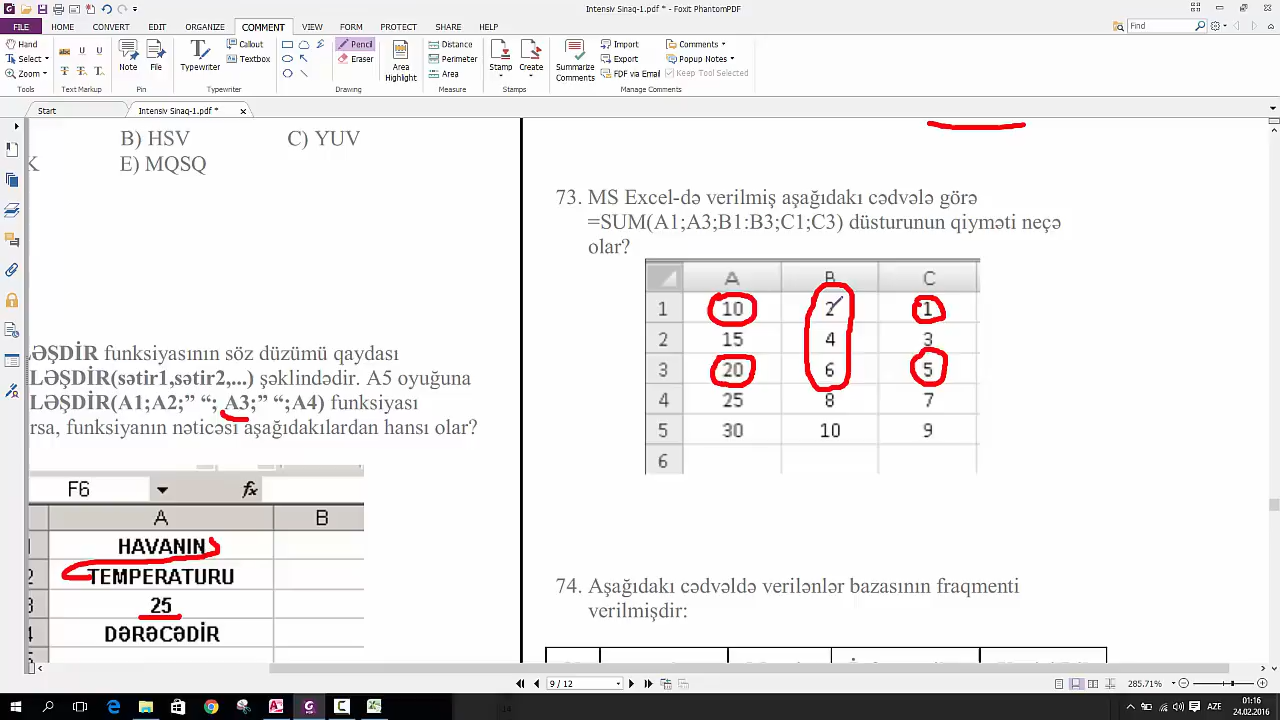 Intensiv Sinaq-1.pdf * - Foxit PhantomPDF
FILE HOME CONVERT EDIT ORGANIZE COMMENT VIEW FORM PROTECT SHARE HELP
Find
Hand
Select
Zoom
Tools
Text Markup
Note
File
Pin
Typewriter
Callout
Textbox
Typewriter
Pencil
Eraser
Area Highlight
Drawing
Distance
Perimeter
Area
Measure
Stamp
Create
Stamps
Summarize Comments
Import
Export
FDF via Email
Comments
Popup Notes
Keep Tool Selected
Manage Comments
Start
Intensiv Sinaq-1.pdf *
B) HSV C) YUV
K E) MQSQ
LƏŞDİR funksiyasının söz düzümü qaydası
LƏŞDİR(sətir1,sətir2,...) şəklindədir. A5 oyuğuna
LƏŞDİR(A1;A2;” “; A3;” “;A4) funksiyası
rsa, funksiyanın nəticəsi aşağıdakılardan hansı olar?
F6 fx
A B
1 HAVANIN
2 TEMPERATURU
3 25
4 DƏRƏCƏDİR
5
73. MS Excel-də verilmiş aşağıdakı cədvələ görə
=SUM(A1;A3;B1:B3;C1;C3) düsturunun qiyməti neçə
olar?
A B C
1 10 2 1
2 15 4 3
3 20 6 5
4 25 8 7
5 30 10 9
6
74. Aşağıdakı cədvəldə verilənlər bazasının fraqmenti
verilmişdir:
9 / 12
285.71%
AZE
01:16
24.02.2016